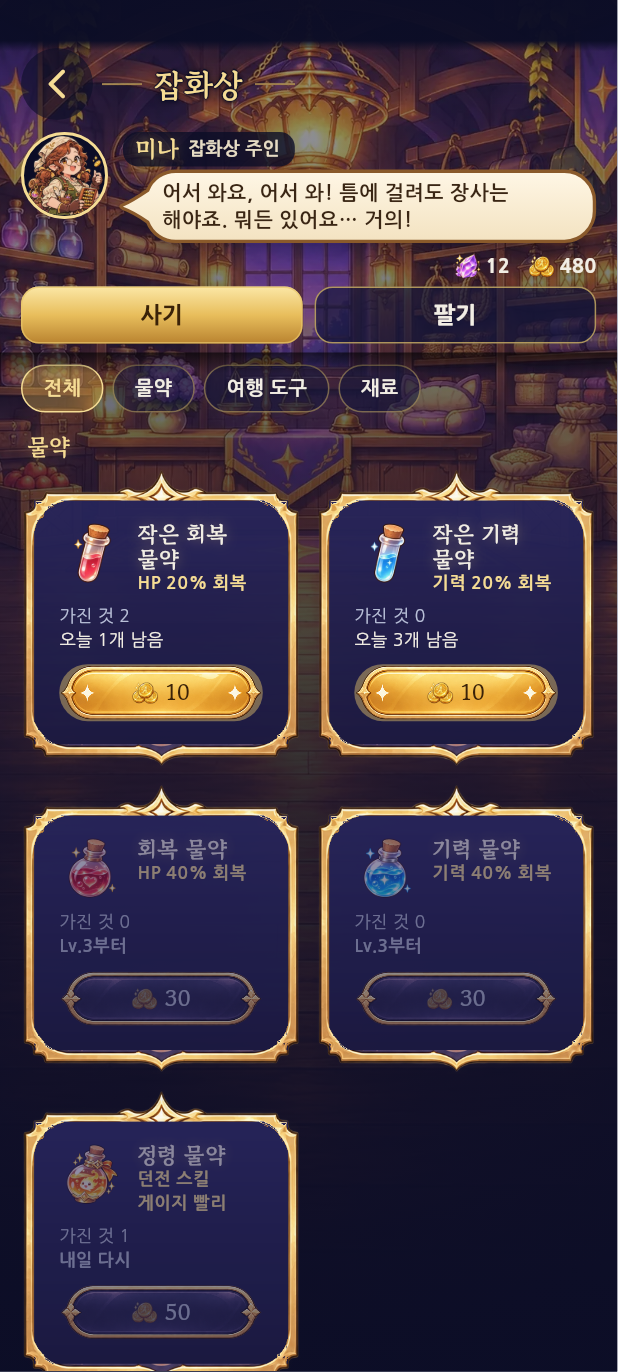 잡화상
미나 잡화상 주인
어서 와요, 어서 와! 틈에 걸려도 장사는
해야죠. 뭐든 있어요… 거의!
12 480
사기 팔기
전체 물약 여행 도구 재료
물약
작은 회복
물약
HP 20% 회복
가진 것 2
오늘 1개 남음
10
작은 기력
물약
기력 20% 회복
가진 것 0
오늘 3개 남음
10
회복 물약
HP 40% 회복
가진 것 0
Lv.3부터
30
기력 물약
기력 40% 회복
가진 것 0
Lv.3부터
30
정령 물약
던전 스킬
게이지 빨리
가진 것 1
내일 다시
50